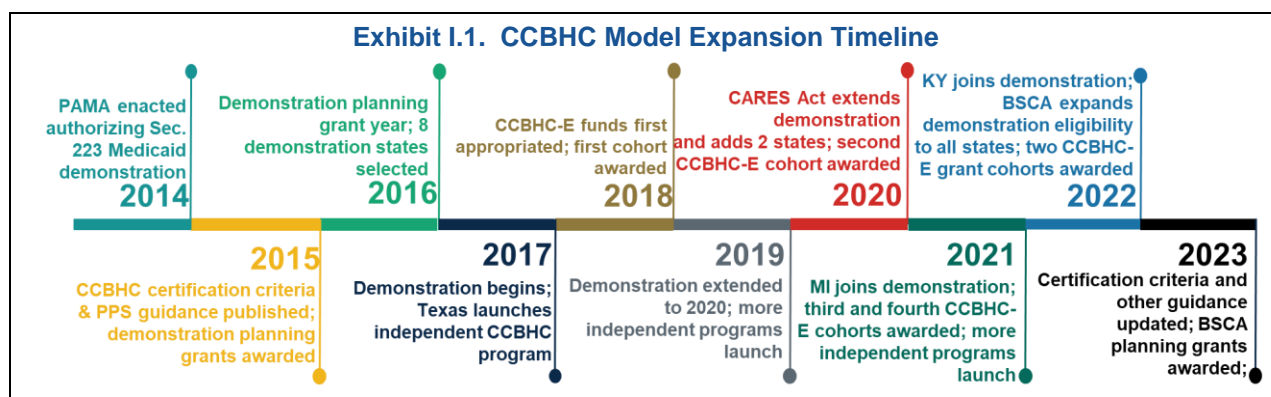 Exhibit I.1. CCBHC Model Expansion Timeline
PAMA enacted
authorizing Sec.
223 Medicaid
demonstration
2014
CCBHC certification criteria
& PPS guidance published;
demonstration planning
grants awarded
2015
Demonstration planning
grant year; 8
demonstration states
selected
2016
2017
Demonstration begins;
Texas launches
independent CCBHC
program
CCBHC-E funds first
appropriated; first cohort
awarded
2018
2019
Demonstration extended
to 2020; more
independent programs
launch
CARES Act extends
demonstration
and adds 2 states; second
CCBHC-E cohort awarded
2020
2021
MI joins demonstration;
third and fourth CCBHC-
E cohorts awarded; more
independent programs
launch
KY joins demonstration;
BSCA expands
demonstration eligibility
to all states; two CCBHC-
E grant cohorts awarded
2022
2023
Certification criteria and
other guidance
updated; BSCA
planning grants
awarded;